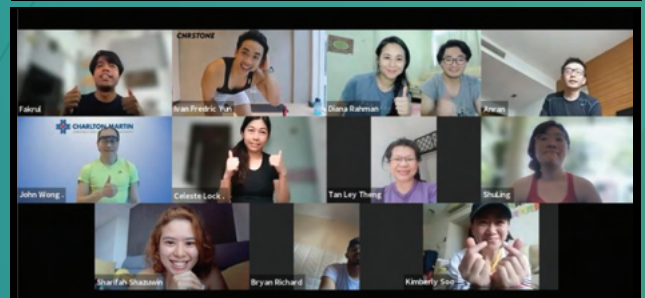 CHRSTONE
Fakrul
Ivan Fredric Yun
Diana Rahman
Anran
CHARLTON MARTIN
John Wong .
Celeste Lock .
Tan Ley Theng
ShuLing
Sharifah Shazuwin
Bryan Richard
Kimberly Soo